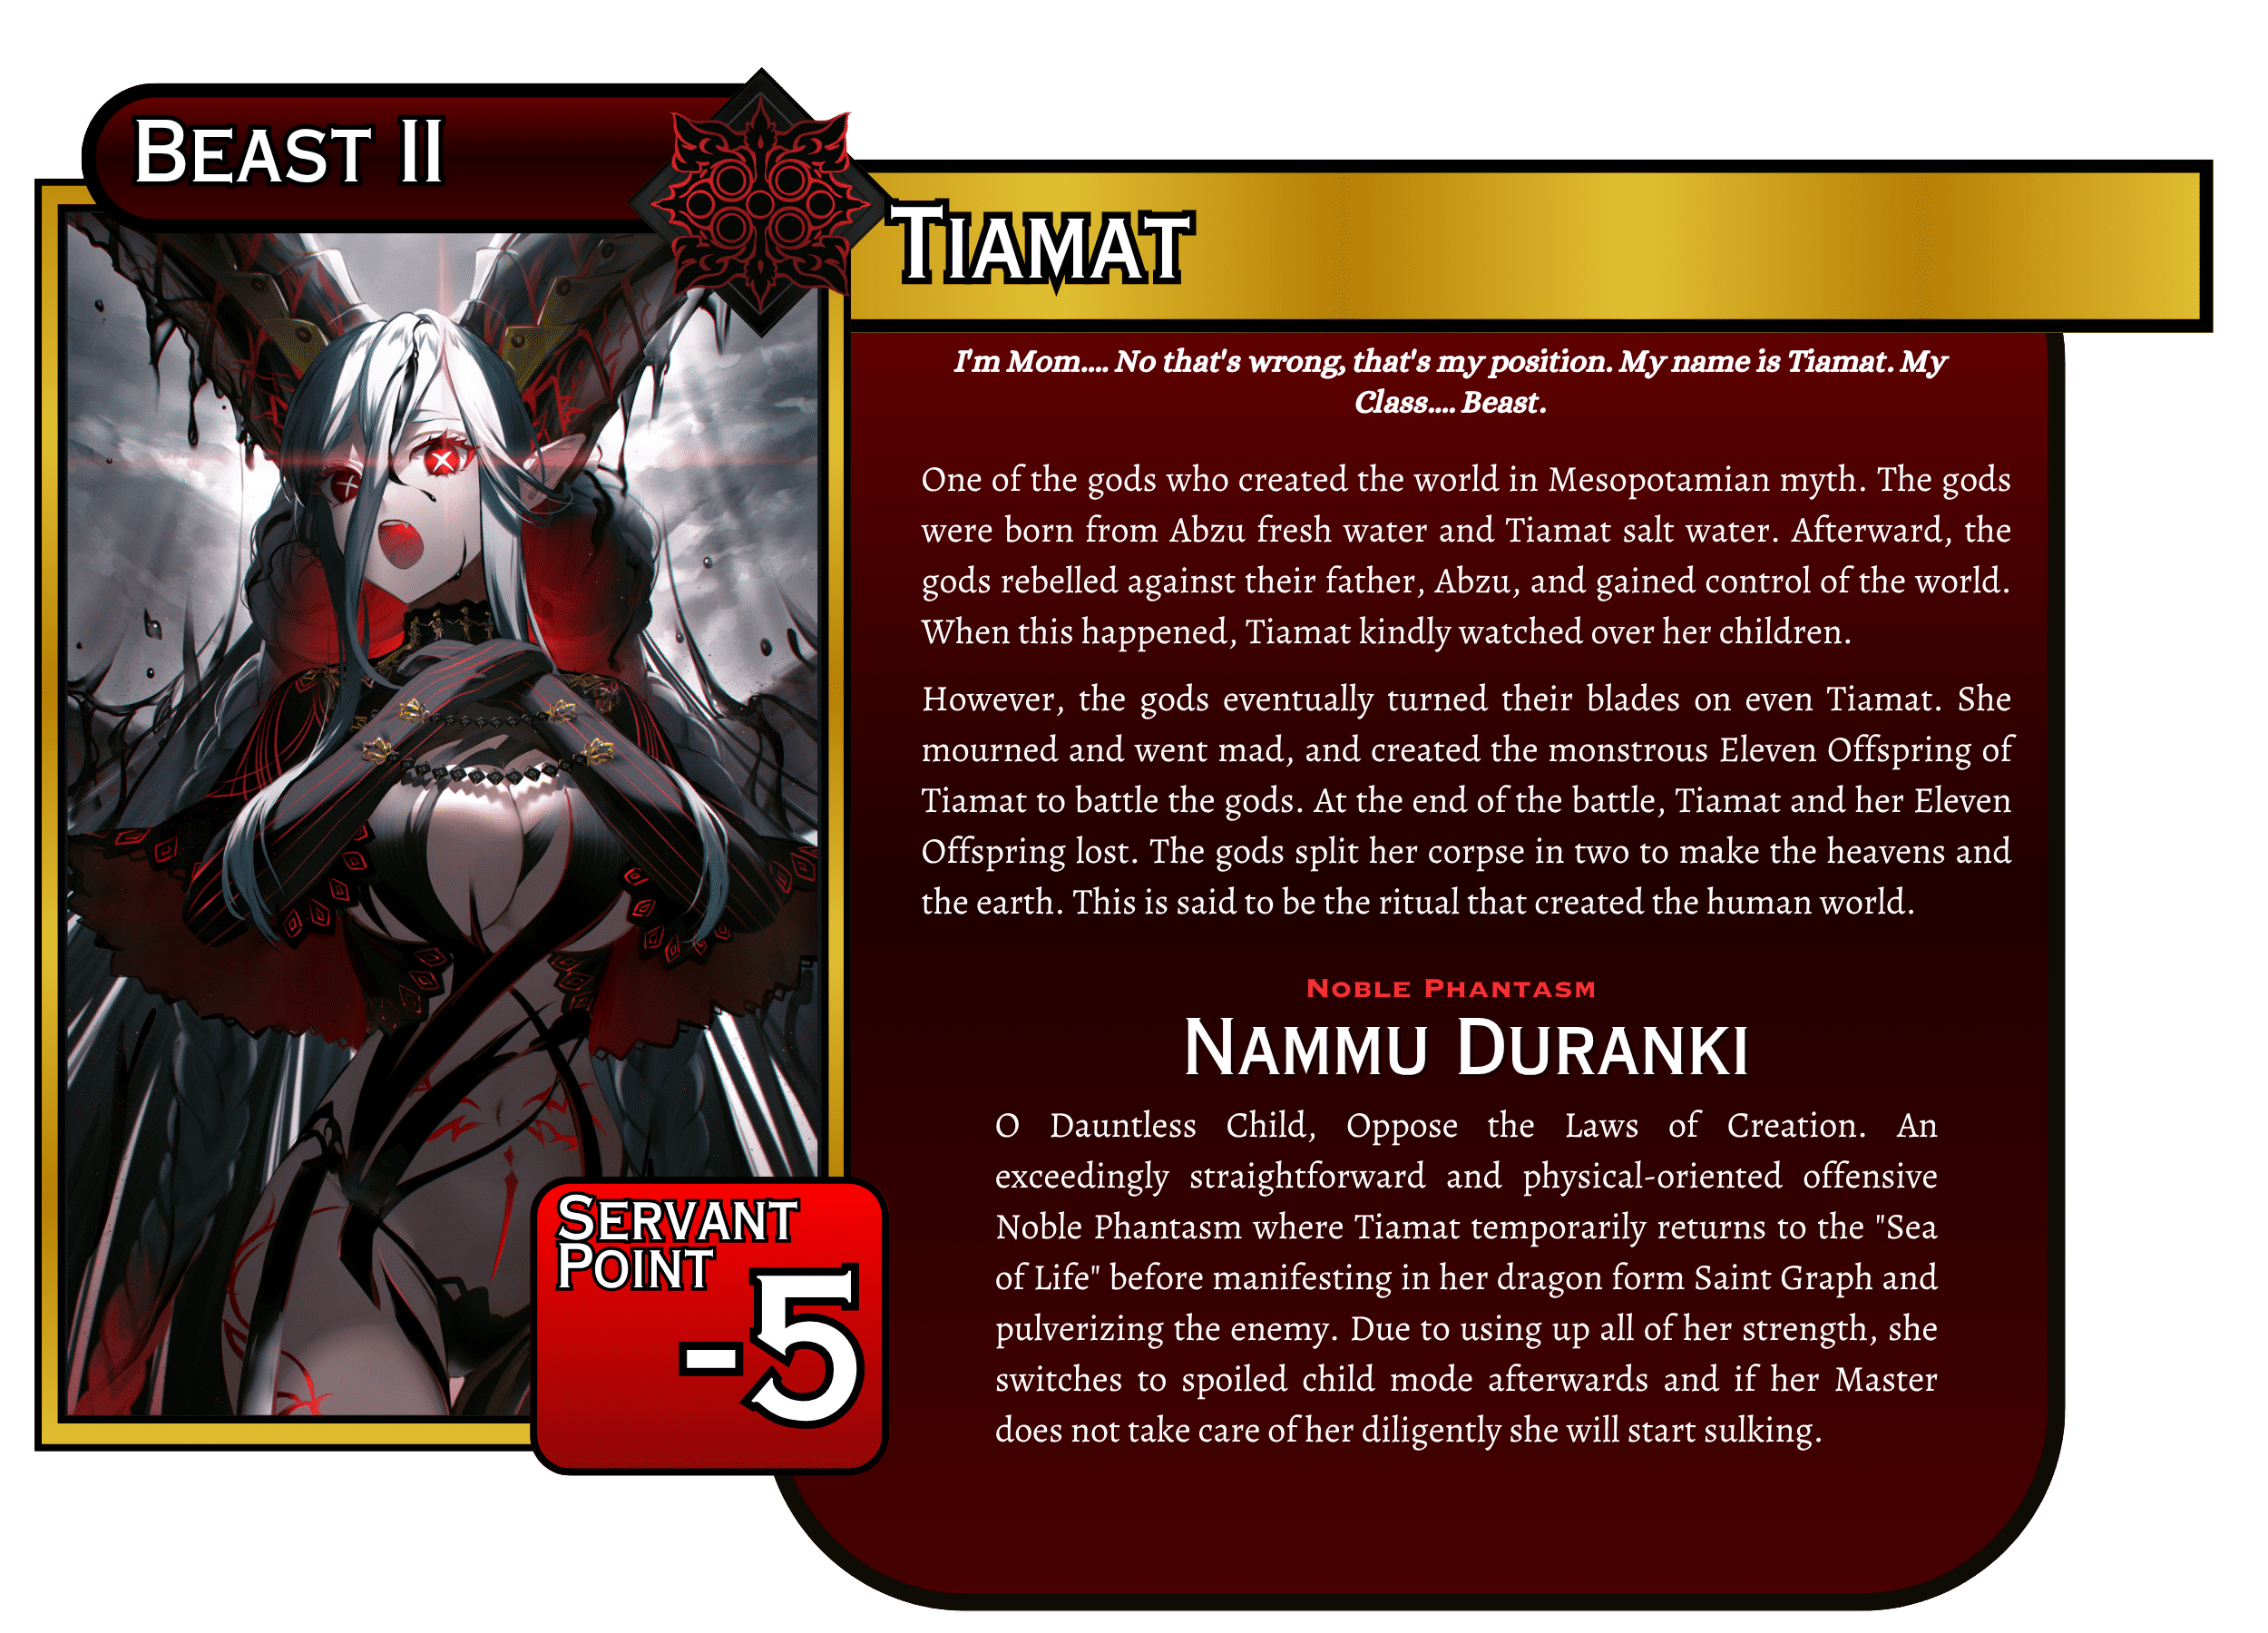 Beast II
Tiamat
I'm Mom.... No that's wrong, that's my position. My name is Tiamat. My
Class.... Beast.
One of the gods who created the world in Mesopotamian myth. The gods
were born from Abzu fresh water and Tiamat salt water. Afterward, the
gods rebelled against their father, Abzu, and gained control of the world.
When this happened, Tiamat kindly watched over her children.
However, the gods eventually turned their blades on even Tiamat. She
mourned and went mad, and created the monstrous Eleven Offspring of
Tiamat to battle the gods. At the end of the battle, Tiamat and her Eleven
Offspring lost. The gods split her corpse in two to make the heavens and
the earth. This is said to be the ritual that created the human world.
Noble Phantasm
Nammu Duranki
O Dauntless Child, Oppose the Laws of Creation. An
exceedingly straightforward and physical-oriented offensive
Noble Phantasm where Tiamat temporarily returns to the "Sea
of Life" before manifesting in her dragon form Saint Graph and
pulverizing the enemy. Due to using up all of her strength, she
switches to spoiled child mode afterwards and if her Master
does not take care of her diligently she will start sulking.
Servant
Point
-5